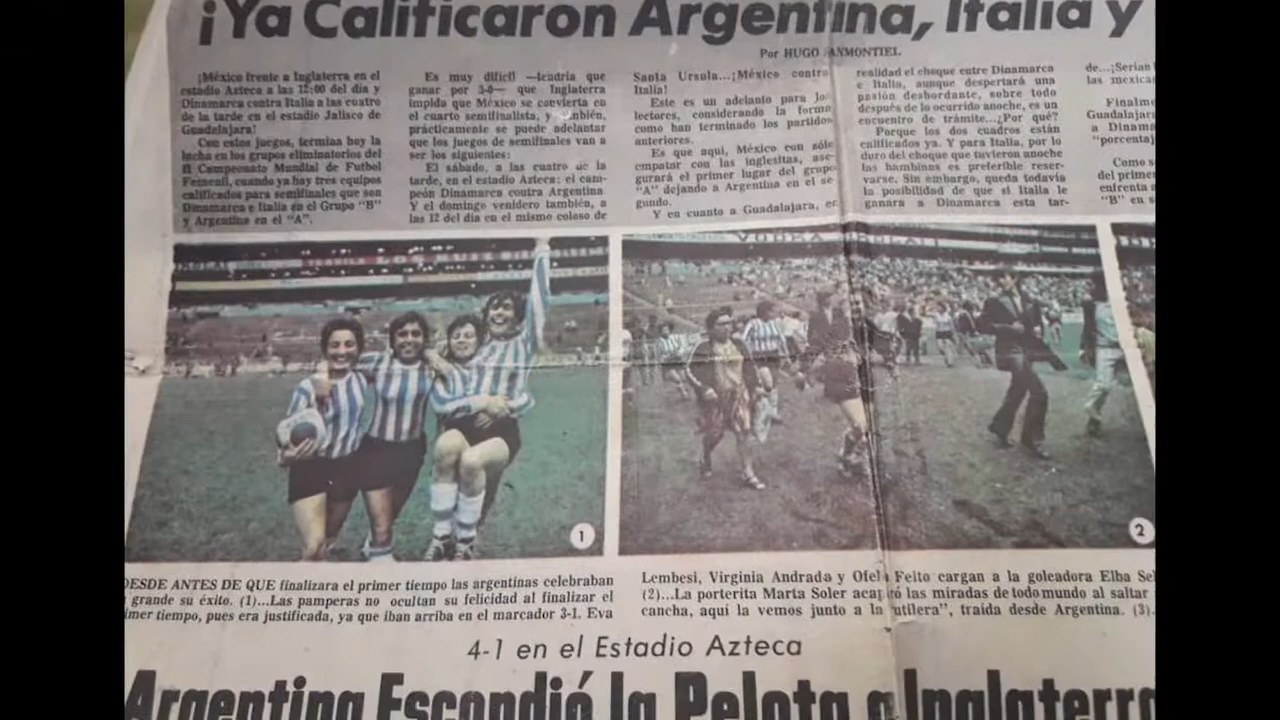 ¡Ya Calificaron Argentina, Italia y
Por HUGO
¡México frente a Inglaterra en el
estadio Azteca a las 12:00 del día y
Dinamarca contra Italia a las cuatro
de la tarde en el estadio Jalisco de
Guadalajara!
Con estos juegos, termina hoy la
lucha en los grupos eliminatorios del
II Campeonato Mundial de Futbol
Femenil, cuando ya hay tres equipos
calificados para semifinales que son
Dinamarca e Italia en el Grupo "B"
y Argentina en el "A".
Es muy difícil —tendría que
ganar por 3-0— que Inglaterra
impida que México se convierta en
el cuarto semifinalista, y
prácticamente se puede adelantar
que los juegos de semifinales van a
ser los siguientes:
El sábado, a las cuatro de la
tarde, en el estadio Azteca: el cam-
peón Dinamarca contra Argentina
Y el domingo venidero también, a
las 12 del día en el mismo coloso de
Santa Ursula...¡México contra
Italia!
Este es un adelanto para los
lectores, considerando la forma
como han terminado los partidos
anteriores.
Es que aquí, México con sólo
empatar con las inglesitas, ase-
gurará el primer lugar del grupo
"A" dejando a Argentina en el se-
gundo.
Y en cuanto a Guadalajara, en
realidad el choque entre Dinamarca
e Italia, aunque despertará una
pasión desbordante, sobre todo
después de lo ocurrido anoche, es un
encuentro de trámite...¿Por qué?
Porque los dos cuadros están
calificados ya. Y para Italia, por lo
duro del choque que tuvieron anoche
las bambinas es preferible reser-
varse. Sin embargo, queda todavía
la posibilidad de que si Italia le
ganara a Dinamarca esta tar-
de...¡Serían
las mexica
Finalme
Guadalajara
a Dinama
"porcentaj
Como s
del prime
enfrenta a
"B" en s
VODKA
1
2
DESDE ANTES DE QUE finalizara el primer tiempo las argentinas celebraban
grande su éxito. (1)...Las pamperas no ocultan su felicidad al finalizar el
imer tiempo, pues era justificada, ya que iban arriba en el marcador 3-1. Eva
Lembesi, Virginia Andrada y Ofelia Feito cargan a la goleadora Elba Sel
(2)...La porterita Marta Soler acaparó las miradas de todo mundo al saltar
cancha, aquí la vemos junto a la "utilera", traída desde Argentina. (3).
4-1 en el Estadio Azteca
Argentina Escondió la Pelota a Inglaterra